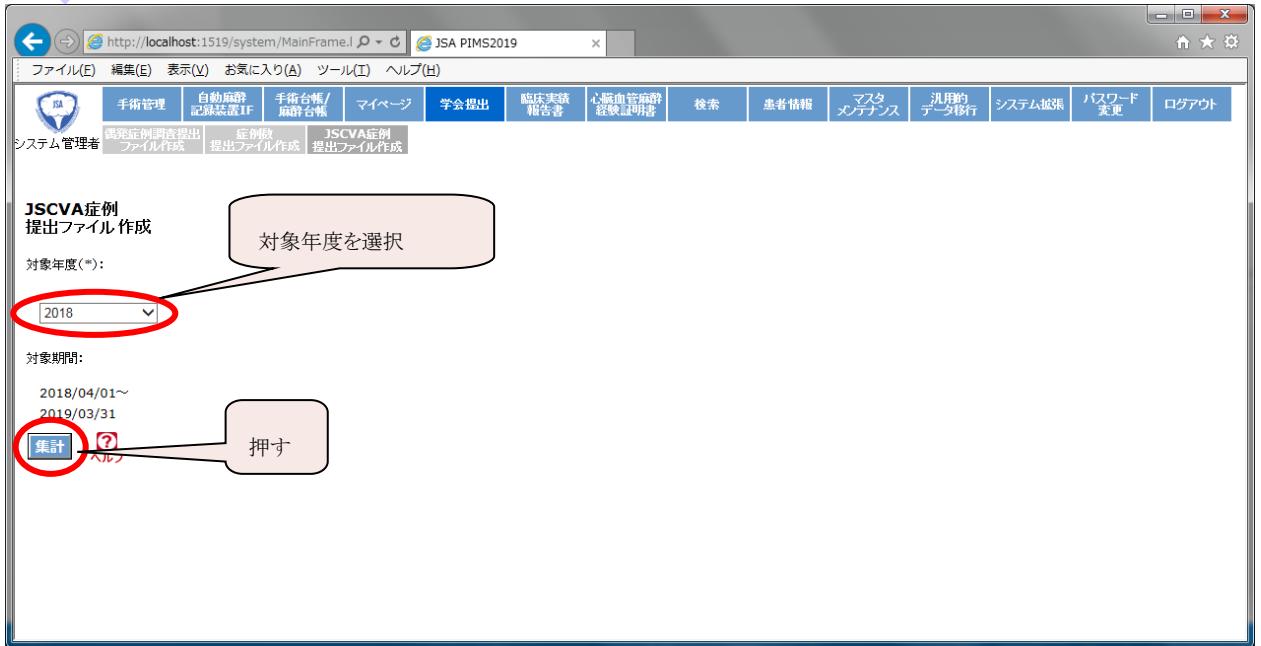 http://localhost:1519/system/MainFrame.l
JSA PIMS2019
ファイル(F) 編集(E) 表示(V) お気に入り(A) ツール(T) ヘルプ(H)
JSA
システム管理者
手術管理
自動麻酔
記録装置IF
手術台帳/
麻酔台帳
マイページ
学会提出
臨床実績
報告書
心臓血管麻酔
経験証明書
検索
患者情報
マスタ
メンテナンス
汎用的
データ移行
システム拡張
パスワード
変更
ログアウト
偶発症例調査提出
ファイル作成
症例数
提出ファイル作成
JSCVA症例
提出ファイル作成
JSCVA症例
提出ファイル作成
対象年度を選択
対象年度(*):
2018
対象期間:
2018/04/01～
2019/03/31
集計
ヘルプ
押す